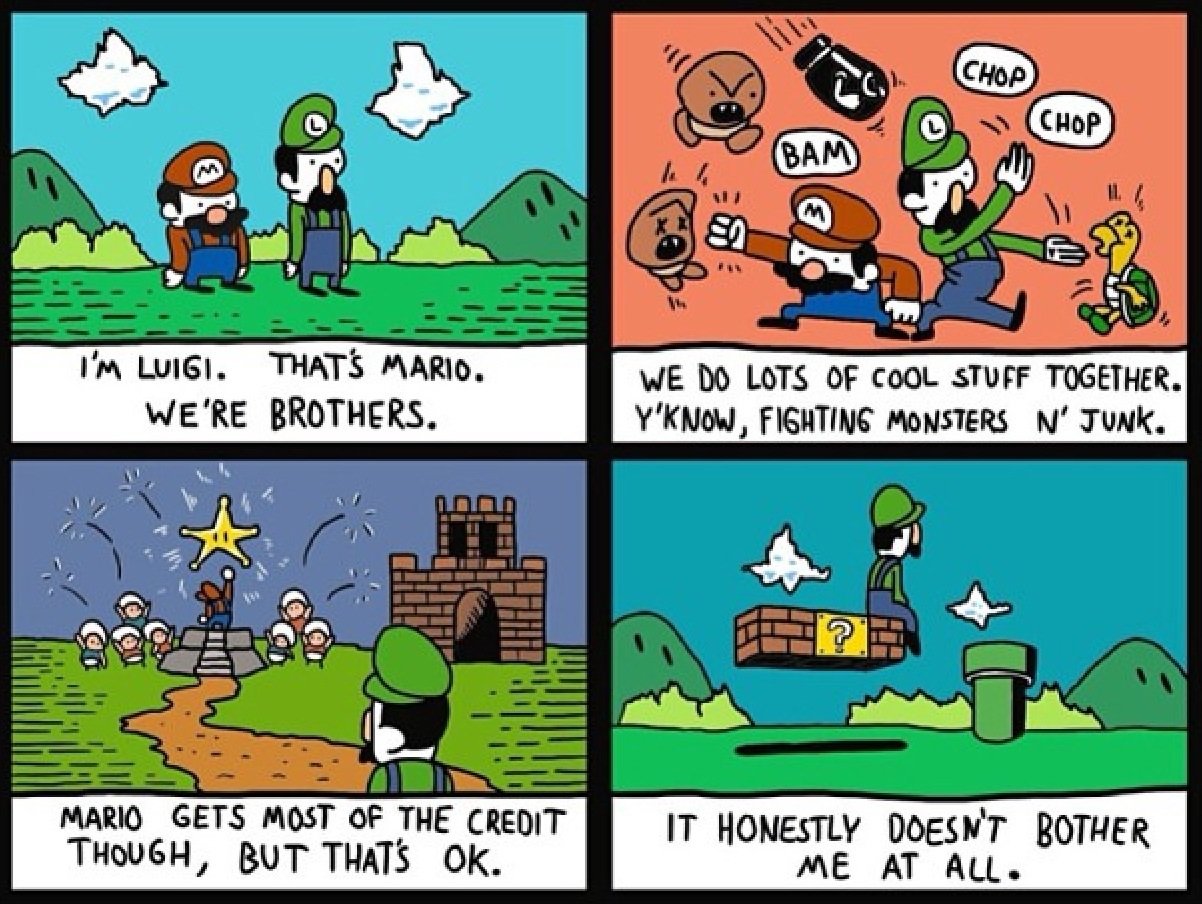 I'M LUIGI. THAT'S MARIO.
WE'RE BROTHERS.
M
L
CHOP
CHOP
BAM
L
M
WE DO LOTS OF COOL STUFF TOGETHER.
Y'KNOW, FIGHTING MONSTERS N' JUNK.
MARIO GETS MOST OF THE CREDIT
THOUGH, BUT THAT'S OK.
?
IT HONESTLY DOESN'T BOTHER
ME AT ALL.